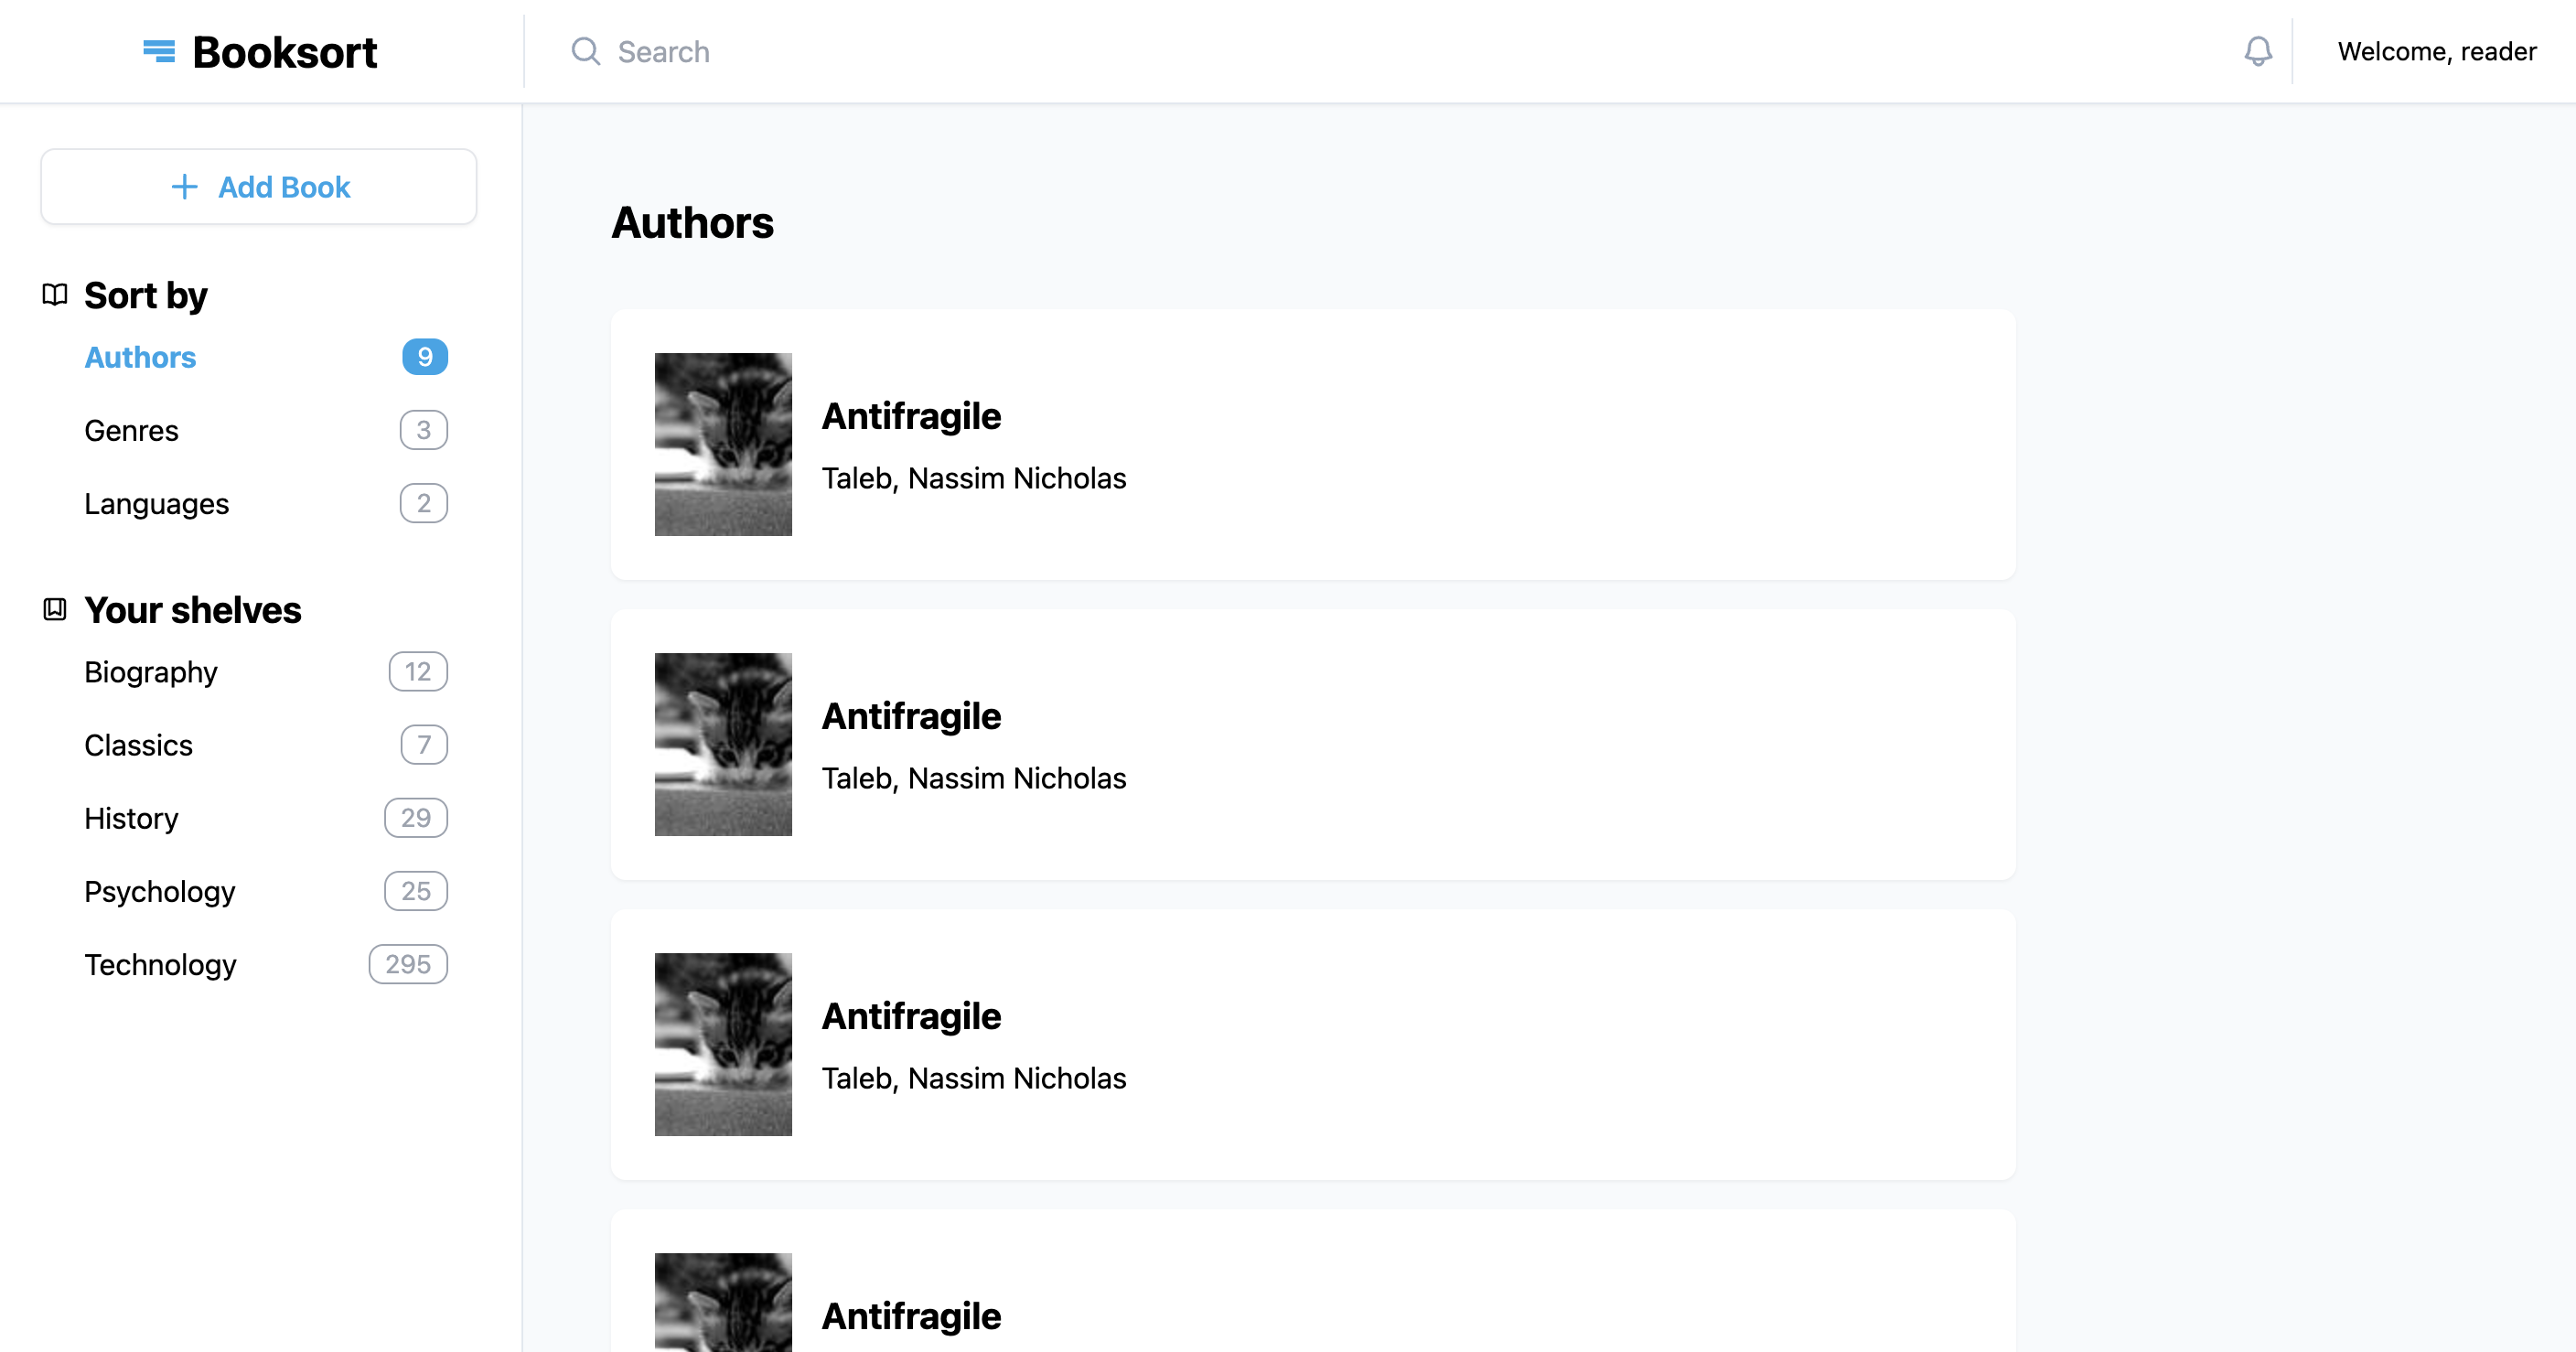 Booksort
Search
Welcome, reader
Add Book
Sort by
Authors 9
Genres 3
Languages 2
Your shelves
Biography 12
Classics 7
History 29
Psychology 25
Technology 295
Authors
Antifragile
Taleb, Nassim Nicholas
Antifragile
Taleb, Nassim Nicholas
Antifragile
Taleb, Nassim Nicholas
Antifragile